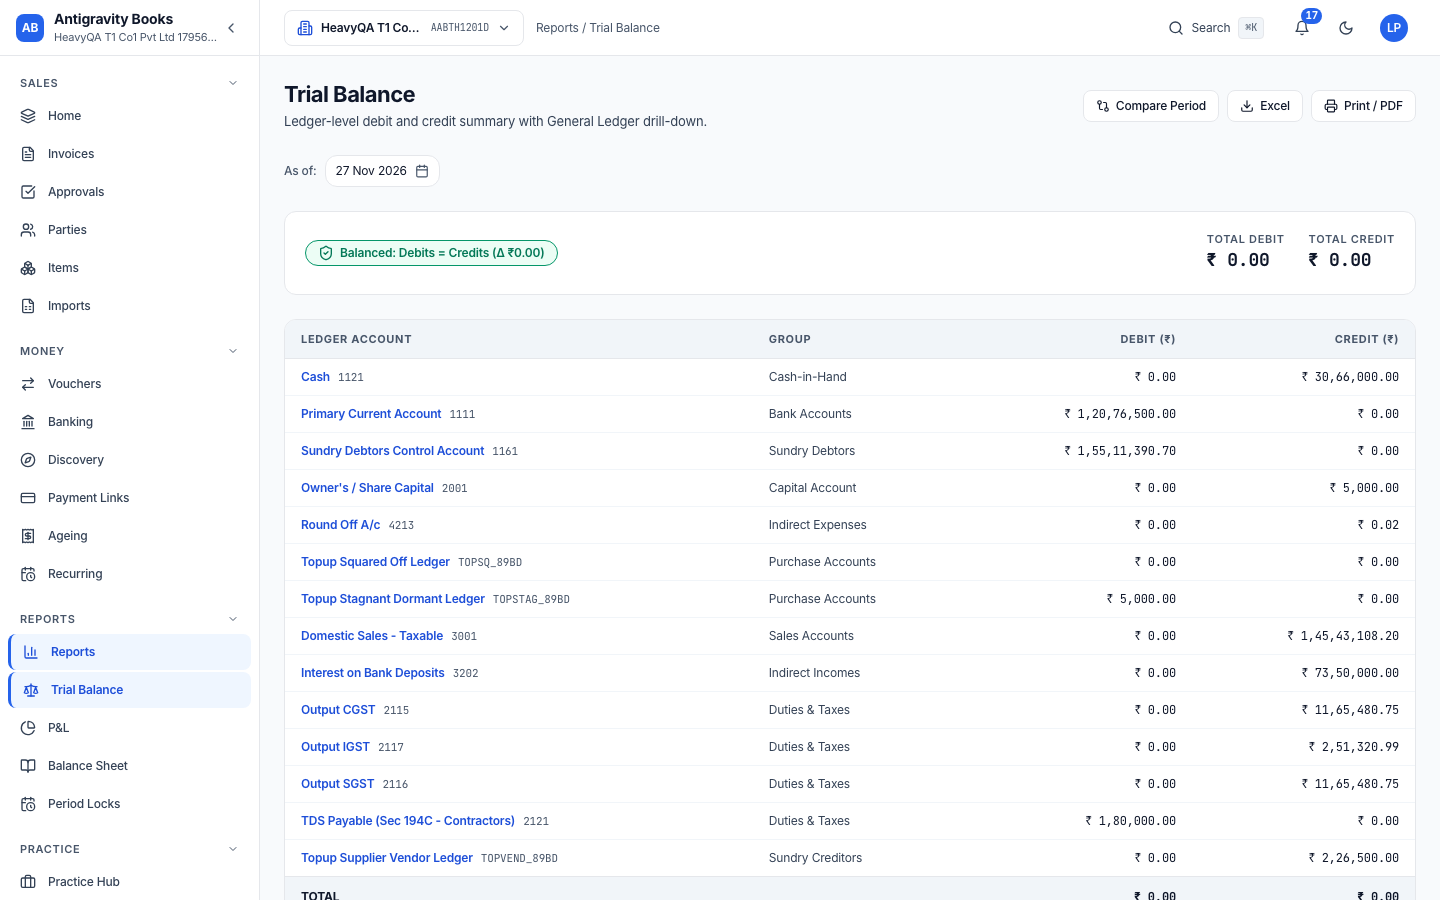 AB
Antigravity Books
HeavyQA T1 Co1 Pvt Ltd 17956...
HeavyQA T1 Co... AABTH1201D
Reports / Trial Balance
Search ⌘K
17
LP
SALES
Home
Invoices
Approvals
Parties
Items
Imports
MONEY
Vouchers
Banking
Discovery
Payment Links
Ageing
Recurring
REPORTS
Reports
Trial Balance
P&L
Balance Sheet
Period Locks
PRACTICE
Practice Hub
Trial Balance
Ledger-level debit and credit summary with General Ledger drill-down.
Compare Period
Excel
Print / PDF
As of: 27 Nov 2026
Balanced: Debits = Credits (Δ ₹0.00)
TOTAL DEBIT TOTAL CREDIT
₹ 0.00 ₹ 0.00
LEDGER ACCOUNT GROUP DEBIT (₹) CREDIT (₹)
Cash 1121 Cash-in-Hand ₹ 0.00 ₹ 30,66,000.00
Primary Current Account 1111 Bank Accounts ₹ 1,20,76,500.00 ₹ 0.00
Sundry Debtors Control Account 1161 Sundry Debtors ₹ 1,55,11,390.70 ₹ 0.00
Owner's / Share Capital 2001 Capital Account ₹ 0.00 ₹ 5,000.00
Round Off A/c 4213 Indirect Expenses ₹ 0.00 ₹ 0.02
Topup Squared Off Ledger TOPSQ_89BD Purchase Accounts ₹ 0.00 ₹ 0.00
Topup Stagnant Dormant Ledger TOPSTAG_89BD Purchase Accounts ₹ 5,000.00 ₹ 0.00
Domestic Sales - Taxable 3001 Sales Accounts ₹ 0.00 ₹ 1,45,43,108.20
Interest on Bank Deposits 3202 Indirect Incomes ₹ 0.00 ₹ 73,50,000.00
Output CGST 2115 Duties & Taxes ₹ 0.00 ₹ 11,65,480.75
Output IGST 2117 Duties & Taxes ₹ 0.00 ₹ 2,51,320.99
Output SGST 2116 Duties & Taxes ₹ 0.00 ₹ 11,65,480.75
TDS Payable (Sec 194C - Contractors) 2121 Duties & Taxes ₹ 1,80,000.00 ₹ 0.00
Topup Supplier Vendor Ledger TOPVEND_89BD Sundry Creditors ₹ 0.00 ₹ 2,26,500.00
TOTAL ₹ 0.00 ₹ 0.00